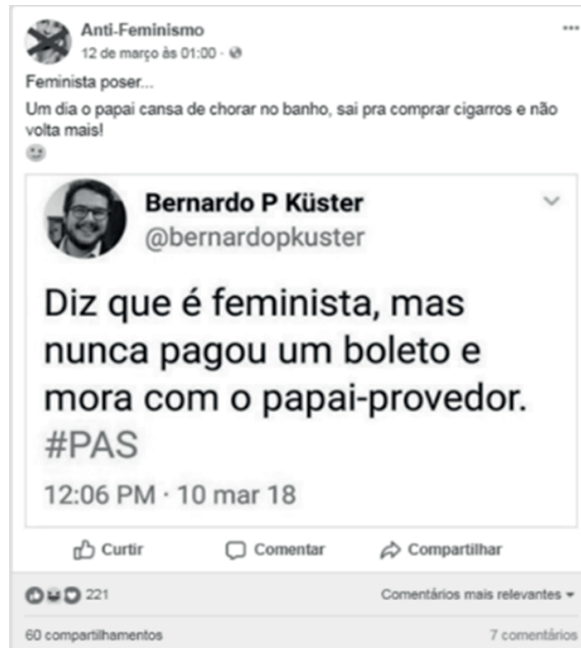 Anti-Feminismo
12 de março às 01:00 ·
Feminista poser...
Um dia o papai cansa de chorar no banho, sai pra comprar cigarros e não
volta mais!
Bernardo P Küster
@bernardopkuster
Diz que é feminista, mas
nunca pagou um boleto e
mora com o papai-provedor.
#PAS
12:06 PM · 10 mar 18
Curtir Comentar Compartilhar
221 Comentários mais relevantes
60 compartilhamentos 7 comentários